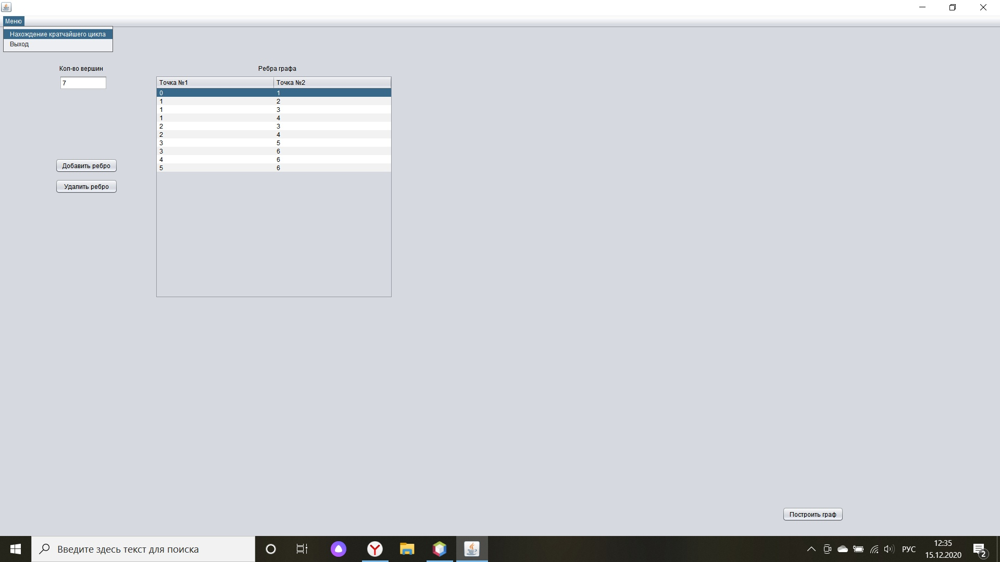 Меню
Нахождение кратчайшего цикла
Выход
Кол-во вершин
7
Ребра графа
Точка №1 Точка №2
0 1
1 2
1 3
1 4
2 3
2 4
3 5
3 6
4 6
5 6
Добавить ребро
Удалить ребро
Построить граф
Введите здесь текст для поиска
РУС
12:35
15.12.2020
2